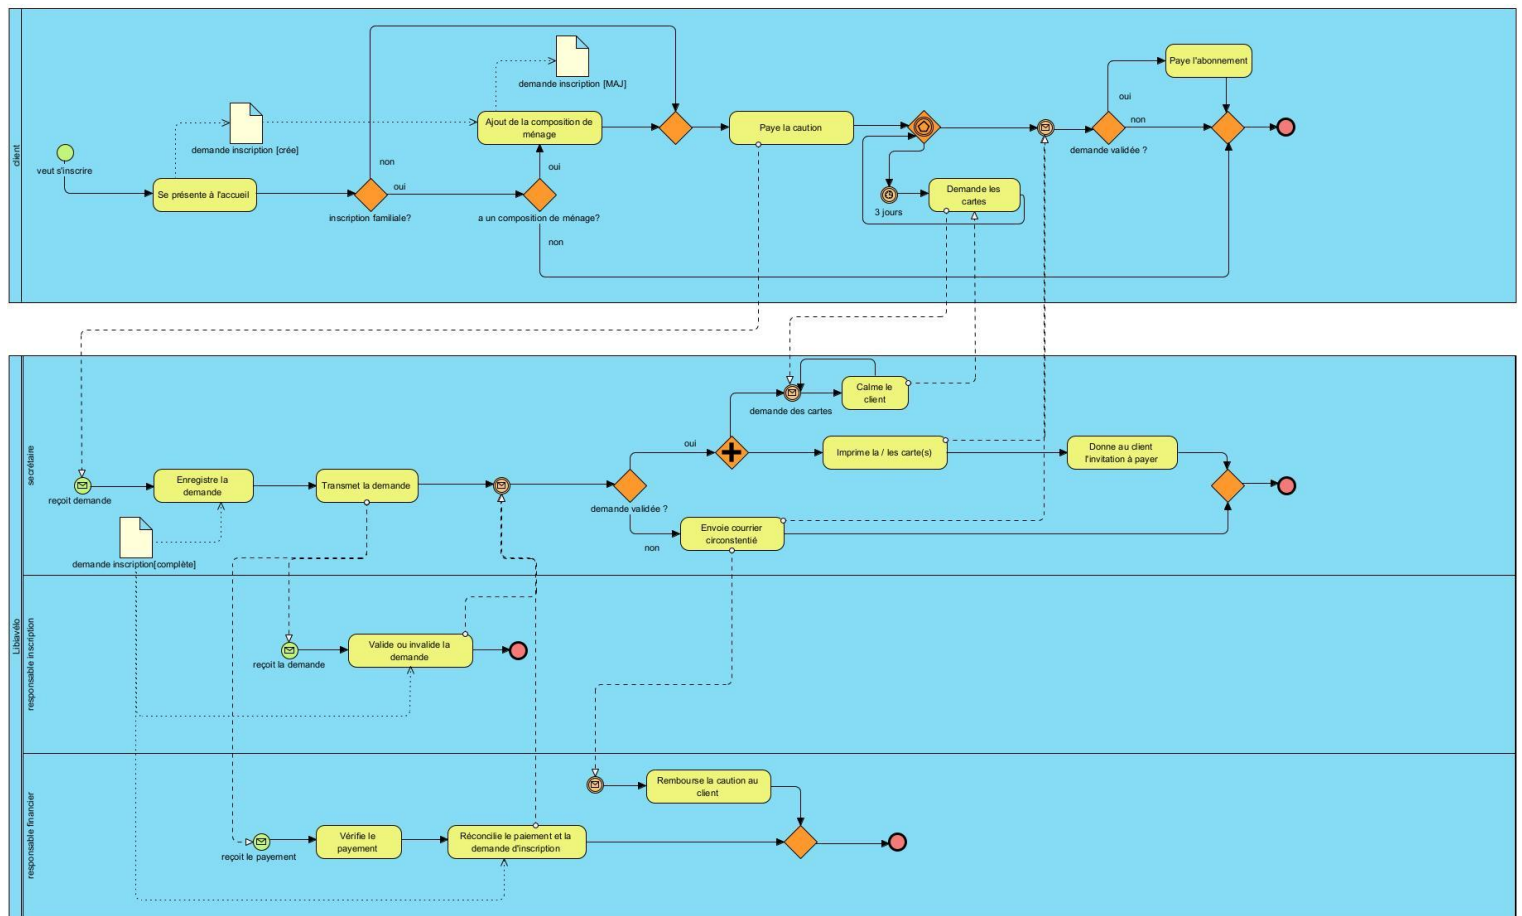 client
veut s'inscrire
Se présente à l'accueil
demande inscription [crée]
non
oui
inscription familiale?
demande inscription [MAJ]
Ajout de la composition de
ménage
oui
a un composition de ménage?
non
Paye la caution
3 jours
Demande les
cartes
oui
non
demande validée ?
Paye l'abonnement
Libiavélo
secrétaire
reçoit demande
Enregistre la
demande
demande inscription[complète]
Transmet la demande
demande validée ?
oui
non
demande des cartes
Calme le
client
Imprime la / les carte(s)
Envoie courrier
circonstentié
Donne au client
l'invitation à payer
responsable inscription
reçoit la demande
Valide ou invalide la
demande
responsable financier
reçoit le payement
Vérifie le
payement
Réconcilie le paiement et la
demande d'inscription
Rembourse la caution au
client